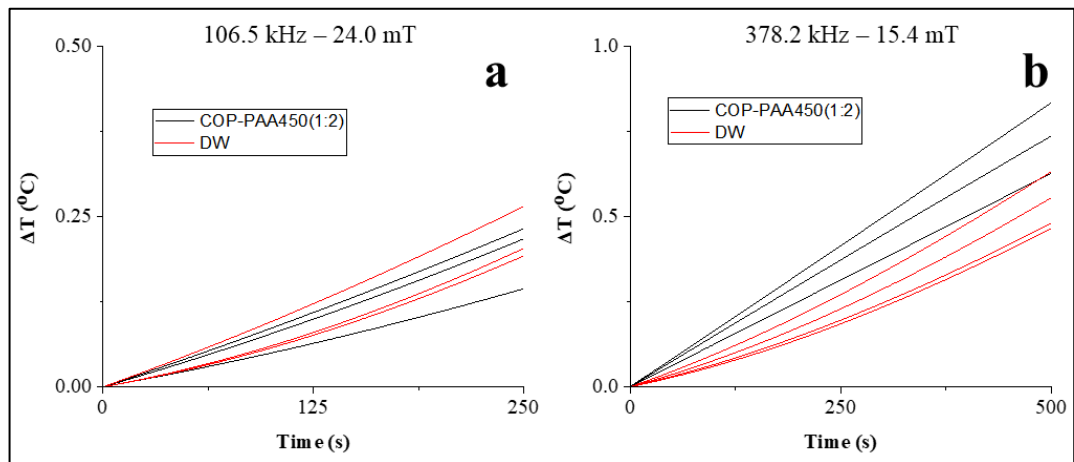 106.5 kHz – 24.0 mT
a
COP-PAA450(1:2)
DW
0.50
0.25
0.00
ΔT (⁰C)
0
125
250
Time (s)
378.2 kHz – 15.4 mT
b
COP-PAA450(1:2)
DW
1.0
0.5
0.0
ΔT (⁰C)
0
250
500
Time (s)